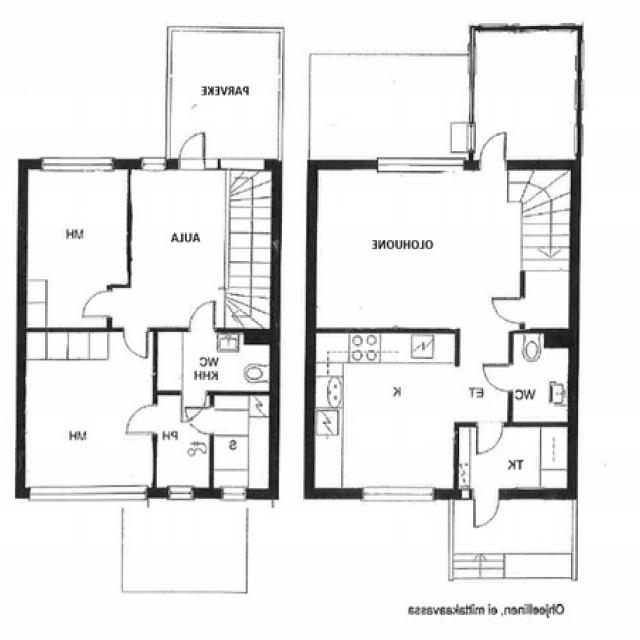 PARVEKE
MH
AULA
OLOHUONE
WC
KHH
K
ET
WC
MH
PH
S
TK
Ohjeellinen, ei mittakaavassa